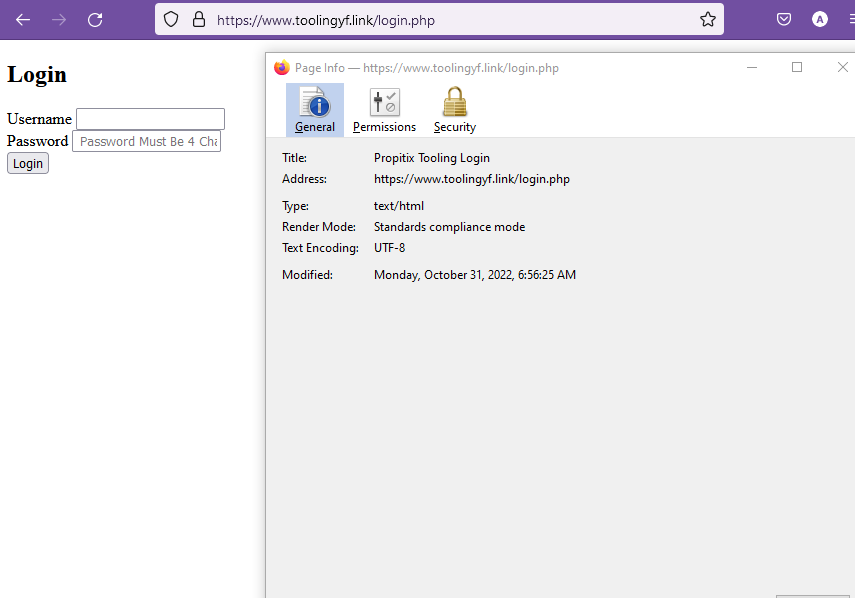 https://www.toolingyf.link/login.php
A
Login
Username
Password Password Must Be 4 Cha
Login
Page Info — https://www.toolingyf.link/login.php
General Permissions Security
Title: Propitix Tooling Login
Address: https://www.toolingyf.link/login.php
Type: text/html
Render Mode: Standards compliance mode
Text Encoding: UTF-8
Modified: Monday, October 31, 2022, 6:56:25 AM